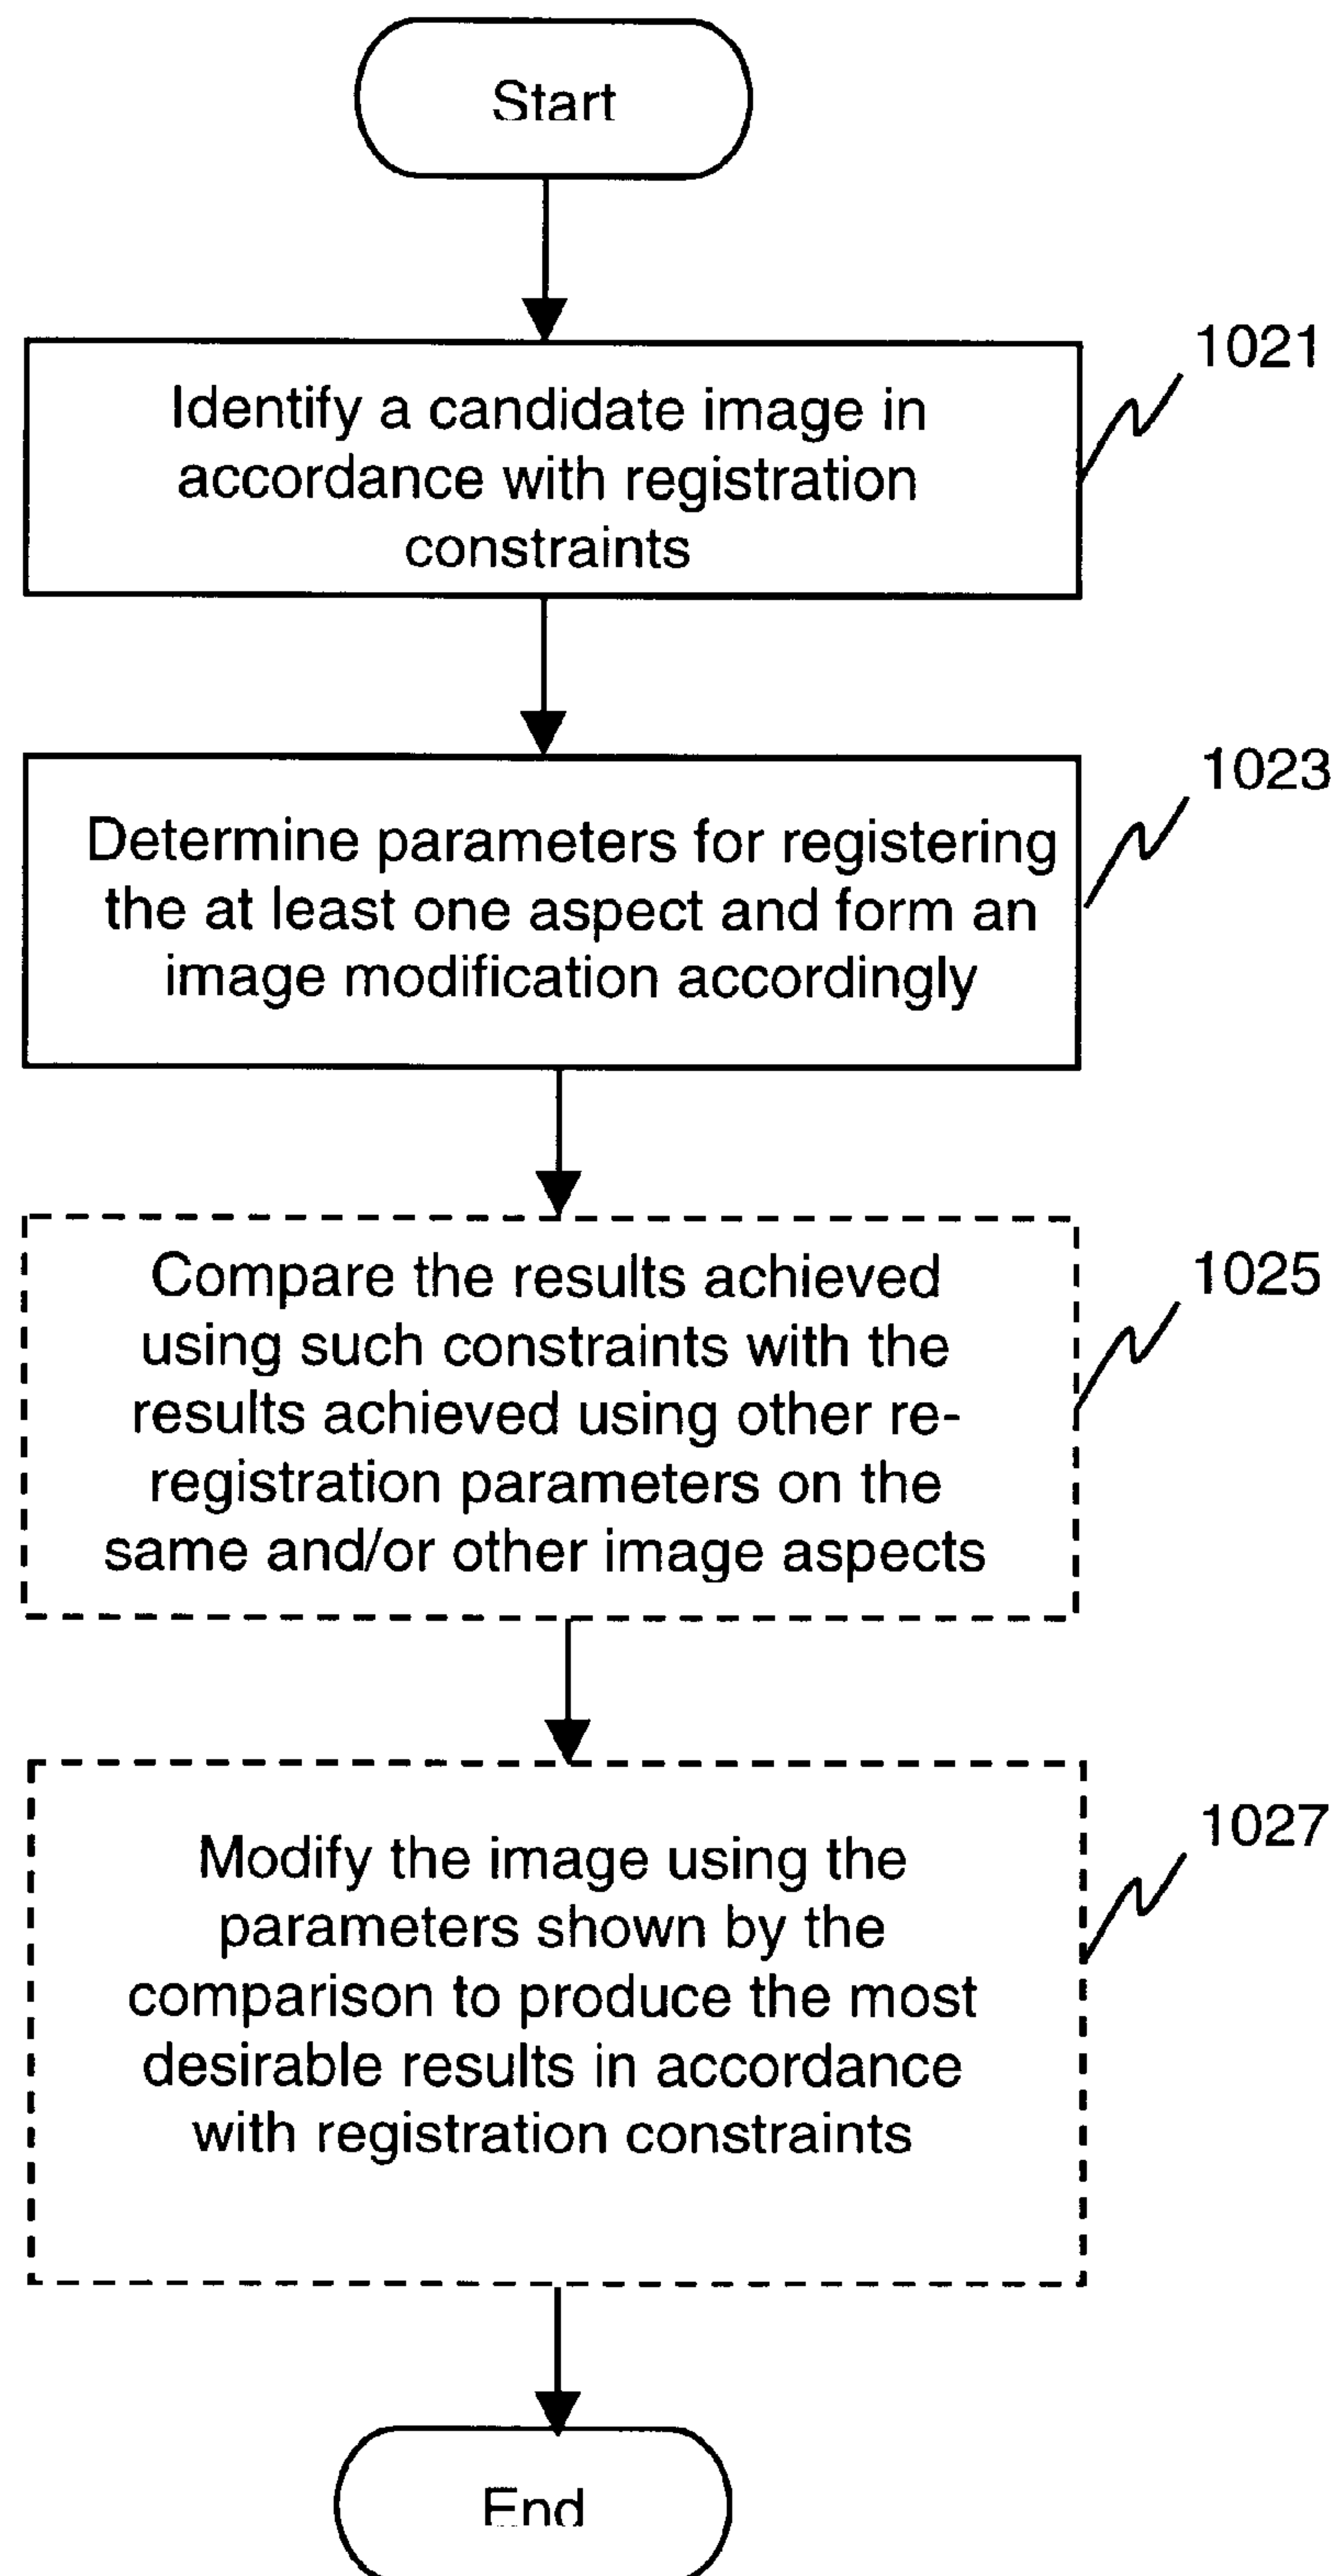 Start
1021
Identify a candidate image in
accordance with registration
constraints
1023
Determine parameters for registering
the at least one aspect and form an
image modification accordingly
1025
Compare the results achieved
using such constraints with the
results achieved using other re-
registration parameters on the
same and/or other image aspects
1027
Modify the image using the
parameters shown by the
comparison to produce the most
desirable results in accordance
with registration constraints
End